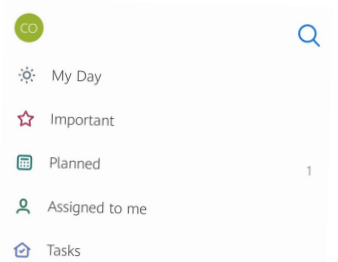 CO
My Day
Important
Planned
1
Assigned to me
Tasks